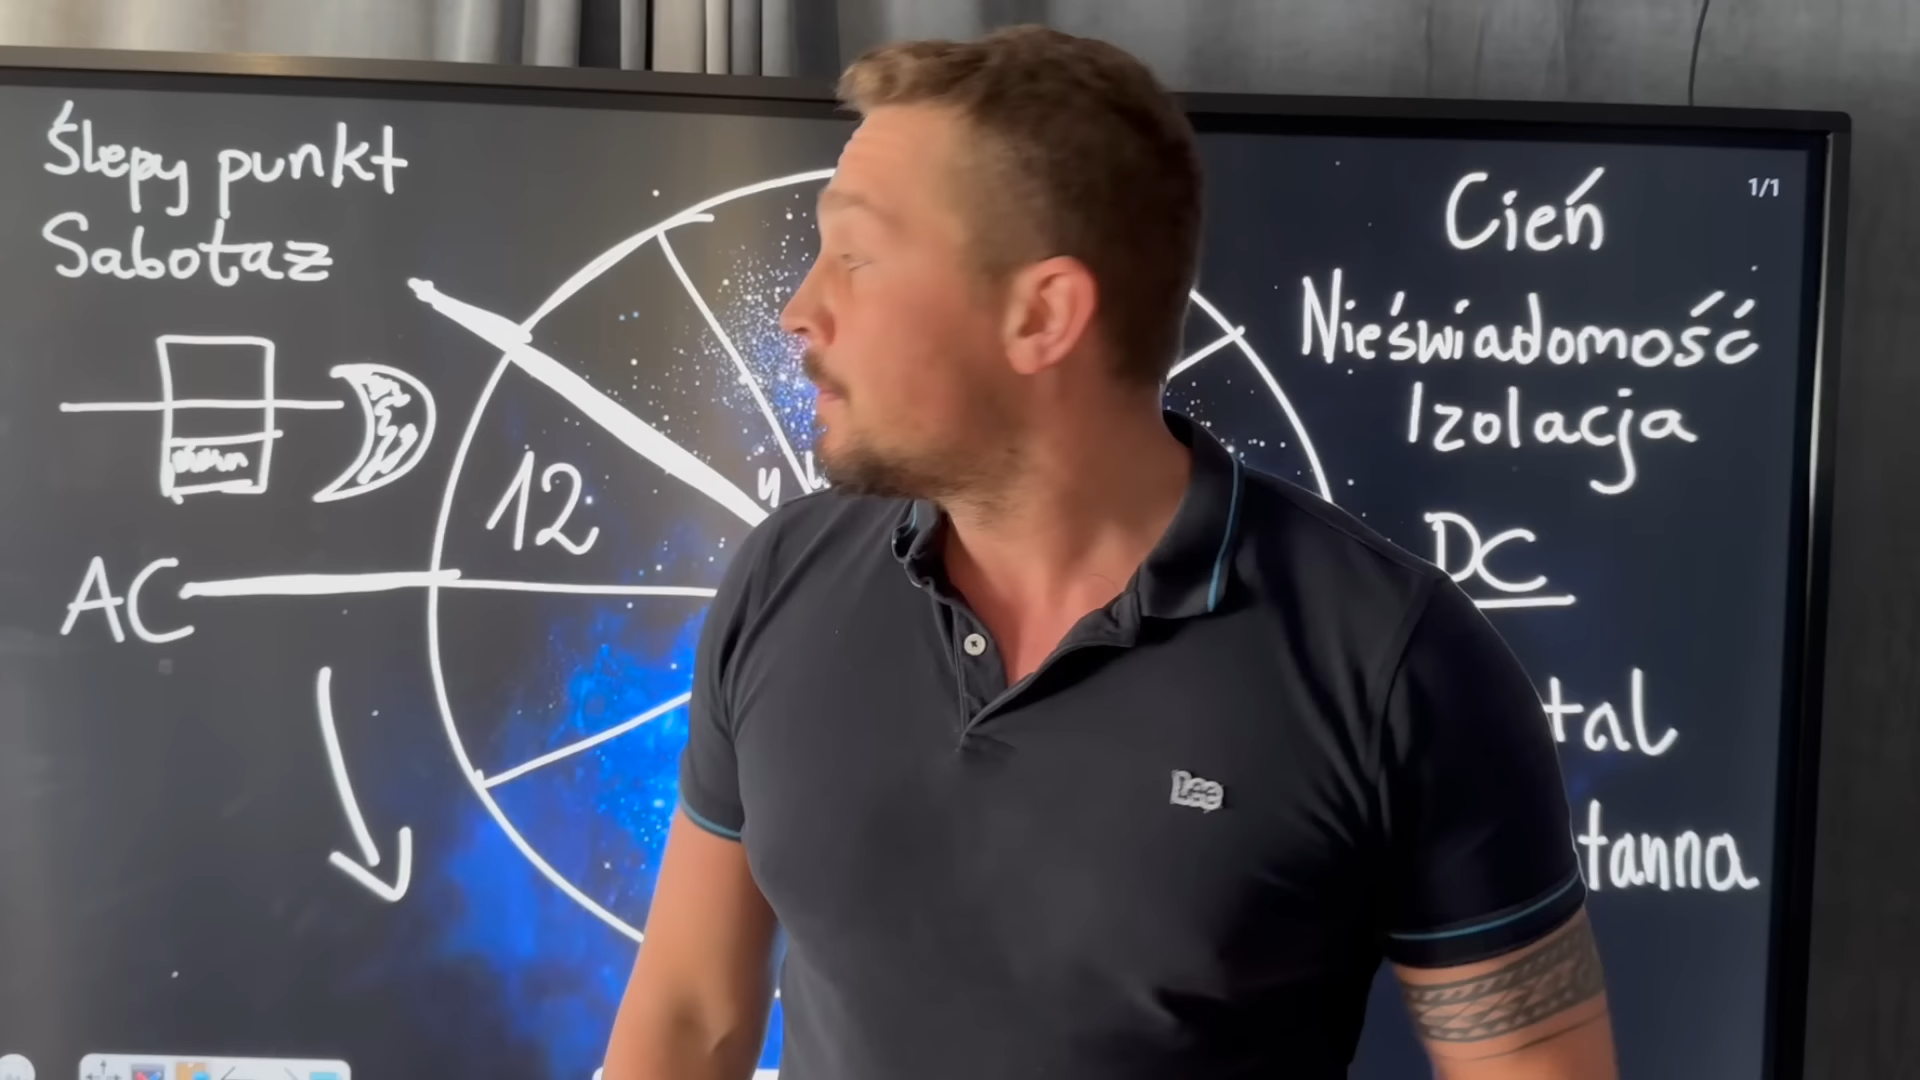 Ślepy punkt
Sabotaz
12
AC
Cień
1/1
Nieświadomość
Izolacja
DC
tal
tanna
Lee